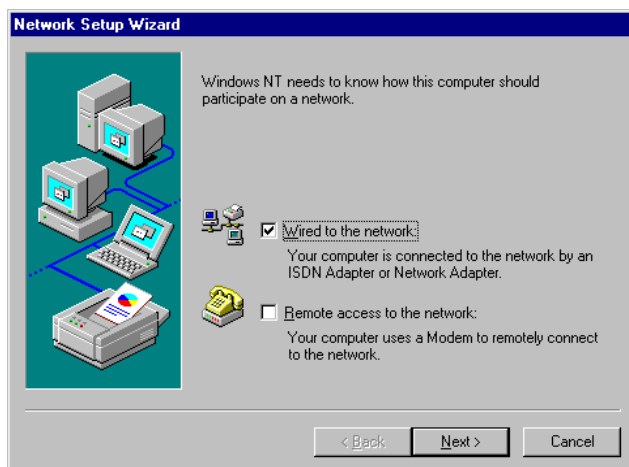 Network Setup Wizard
Windows NT needs to know how this computer should
participate on a network.
Wired to the network:
Your computer is connected to the network by an
ISDN Adapter or Network Adapter.
Remote access to the network:
Your computer uses a Modem to remotely connect
to the network.
< Back
Next >
Cancel